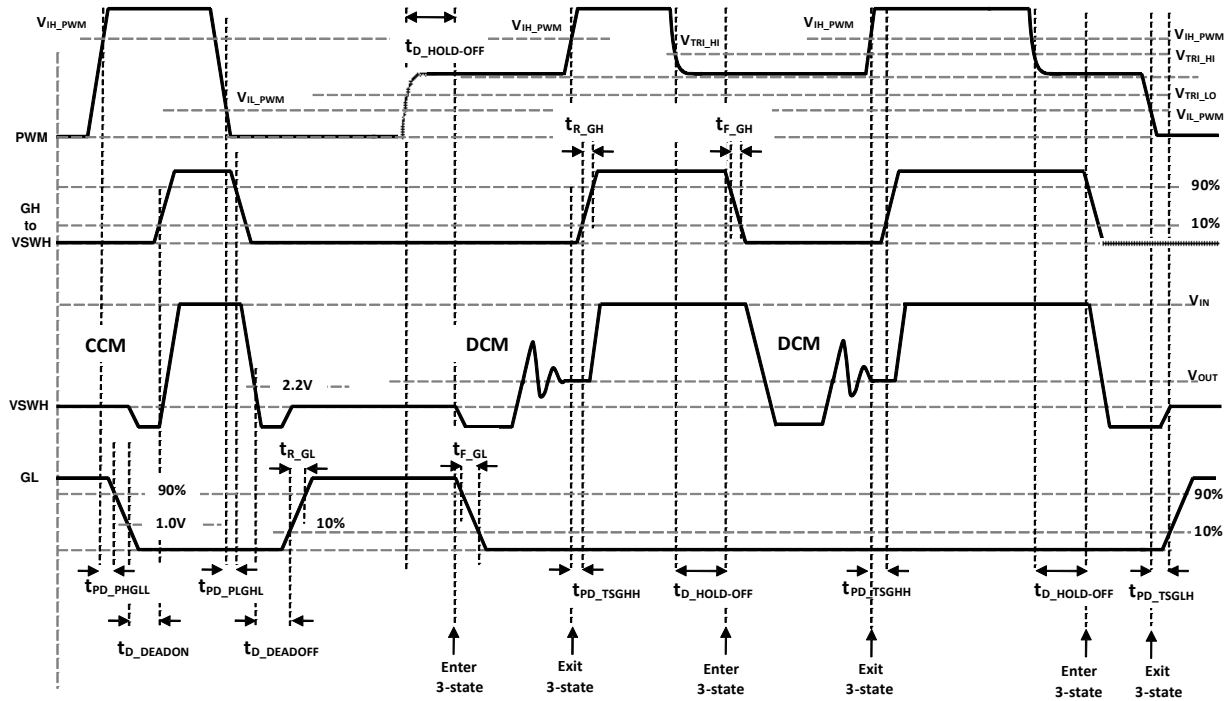 VIH_PWM
tD_HOLD-OFF
VIH_PWM
VTRI_HI
VIH_PWM
VIH_PWM
VTRI_HI
VIL_PWM
VTRI_LO
VIL_PWM
PWM
tR_GH
tF_GH
90%
GH
to
VSWH
10%
VIN
CCM
DCM
DCM
2.2V
VOUT
VSWH
tR_GL
tF_GL
GL
90%
90%
1.0V
10%
10%
tPD_PHGLL
tPD_PLGHL
tPD_TSGHH
tD_HOLD-OFF
tPD_TSGHH
tD_HOLD-OFF
tPD_TSGLH
tD_DEADON
tD_DEADOFF
Enter
3-state
Exit
3-state
Enter
3-state
Exit
3-state
Enter
3-state
Exit
3-state